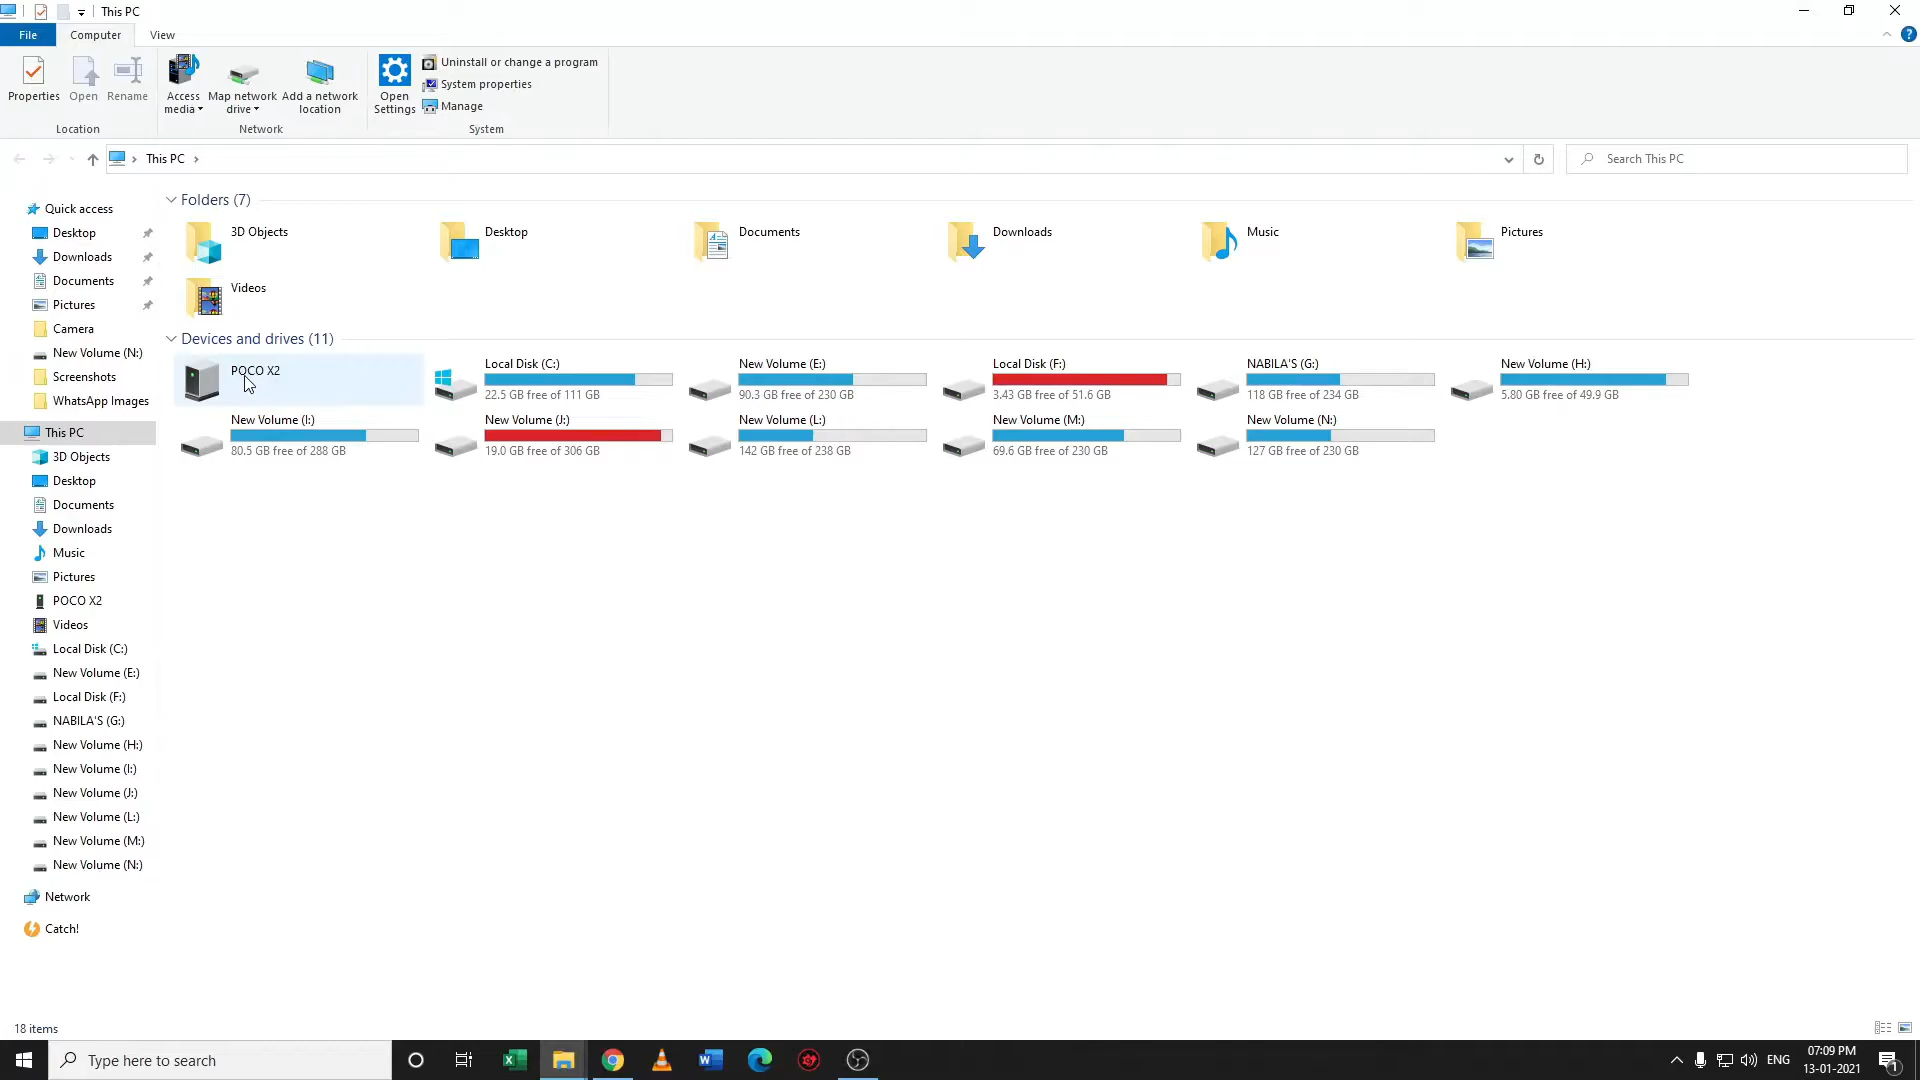 This PC
File
Computer
View
Properties
Open
Rename
Access media
Map network drive
Add a network location
Open Settings
Uninstall or change a program
System properties
Manage
Location
Network
System
This PC
Search This PC
Quick access
Desktop
Downloads
Documents
Pictures
Camera
New Volume (N:)
Screenshots
WhatsApp Images
This PC
3D Objects
Desktop
Documents
Downloads
Music
Pictures
POCO X2
Videos
Local Disk (C:)
New Volume (E:)
Local Disk (F:)
NABILA'S (G:)
New Volume (H:)
New Volume (I:)
New Volume (J:)
New Volume (L:)
New Volume (M:)
New Volume (N:)
Network
Catch!
Folders (7)
3D Objects
Desktop
Documents
Downloads
Music
Pictures
Videos
Devices and drives (11)
POCO X2
Local Disk (C:)
22.5 GB free of 111 GB
New Volume (E:)
90.3 GB free of 230 GB
Local Disk (F:)
3.43 GB free of 51.6 GB
NABILA'S (G:)
118 GB free of 234 GB
New Volume (H:)
5.80 GB free of 49.9 GB
New Volume (I:)
80.5 GB free of 288 GB
New Volume (J:)
19.0 GB free of 306 GB
New Volume (L:)
142 GB free of 238 GB
New Volume (M:)
69.6 GB free of 230 GB
New Volume (N:)
127 GB free of 230 GB
18 items
Type here to search
ENG
07:09 PM
13-01-2021
1